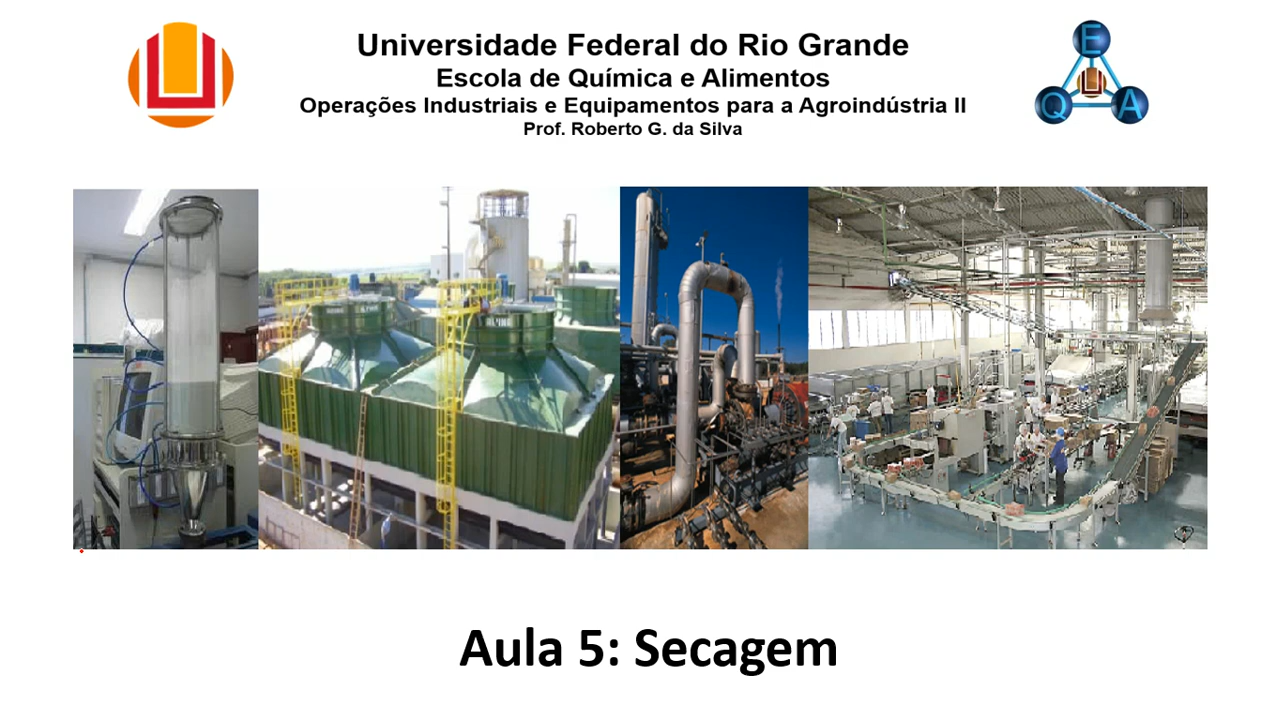 Universidade Federal do Rio Grande
Escola de Química e Alimentos
Operações Industriais e Equipamentos para a Agroindústria II
Prof. Roberto G. da Silva
E
Q
A
Aula 5: Secagem